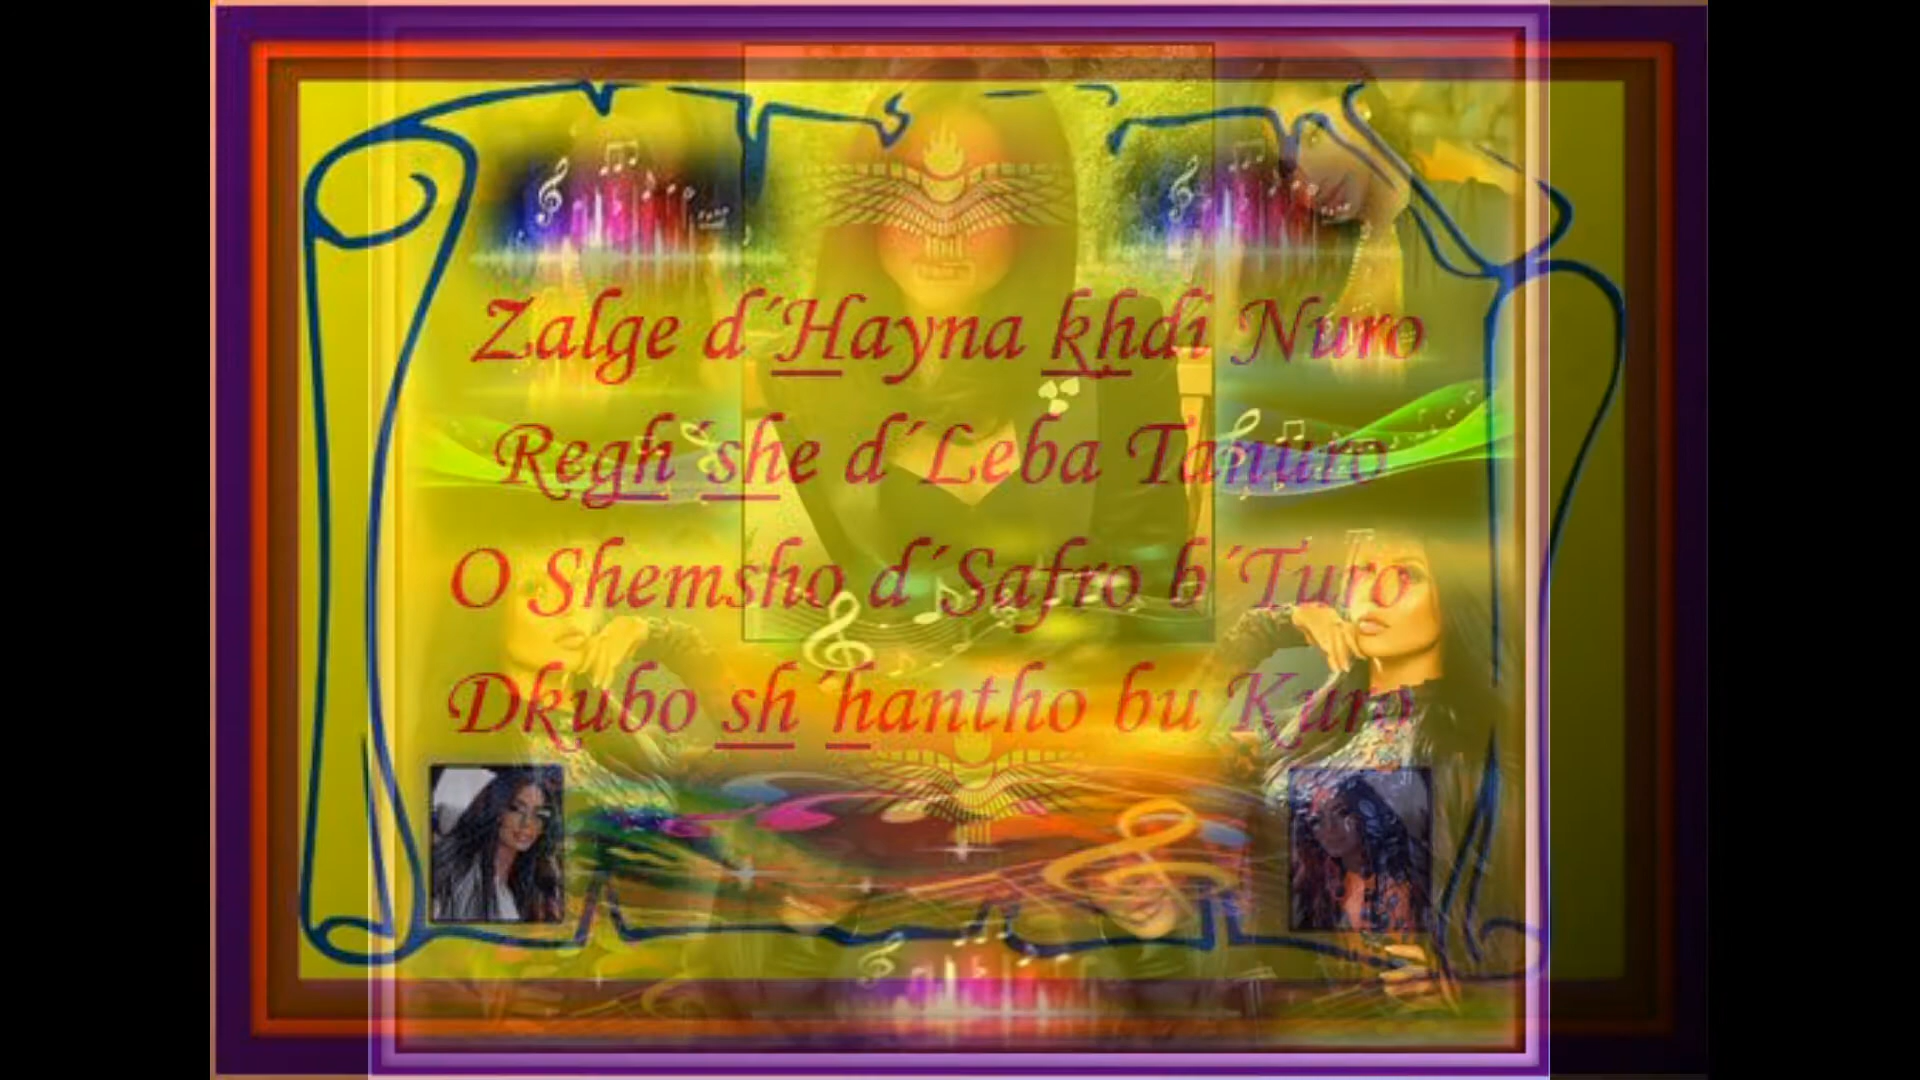 Zalge d´Hayna khdi Nuro
Regh´she d´Leba Tanuro
O Shemsho d´Safro b´Turo
Dkubo sh´hantho bu Kuro